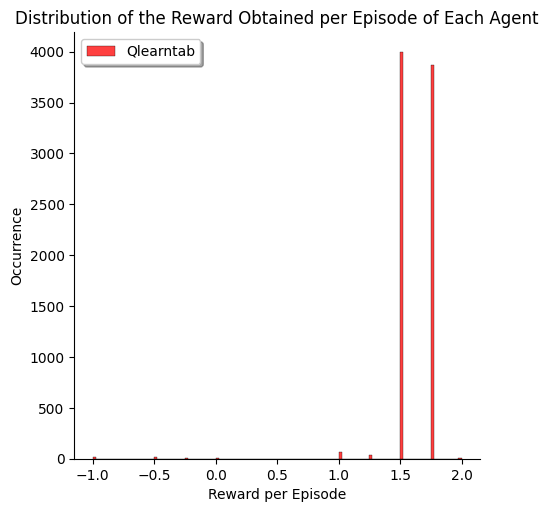 Distribution of the Reward Obtained per Episode of Each Agent
Qlearntab
4000
3500
3000
2500
2000
1500
1000
500
0
Occurrence
−1.0 −0.5 0.0 0.5 1.0 1.5 2.0
Reward per Episode